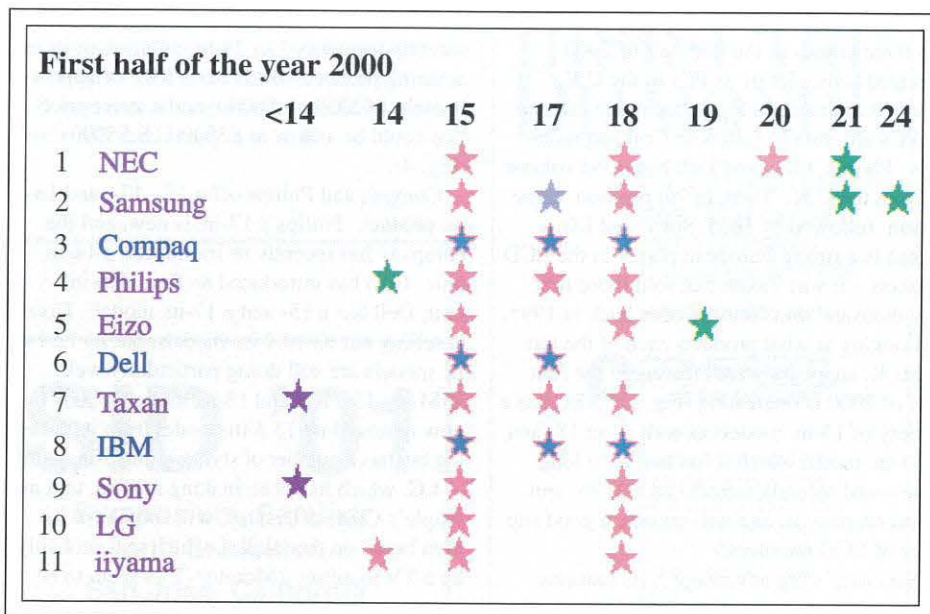 First half of the year 2000
<14 14 15 17 18 19 20 21 24
1 NEC
2 Samsung
3 Compaq
4 Philips
5 Eizo
6 Dell
7 Taxan
8 IBM
9 Sony
10 LG
11 iiyama